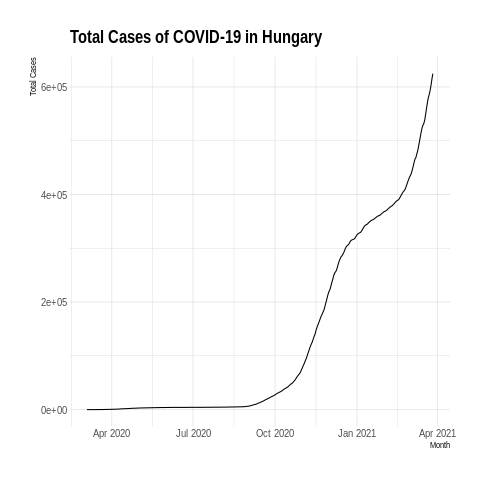 Total Cases of COVID-19 in Hungary
Total Cases
6e+05
4e+05
2e+05
0e+00
Apr 2020 Jul 2020 Oct 2020 Jan 2021 Apr 2021
Month